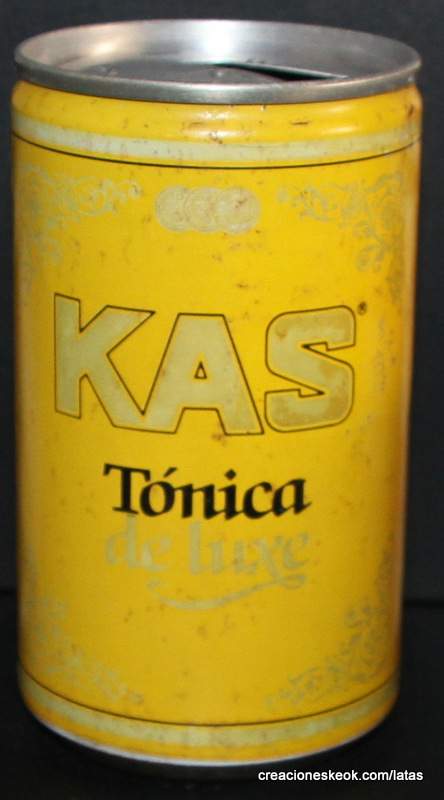 KAS®
Tónica
de luxe
creacioneskeok.com/latas